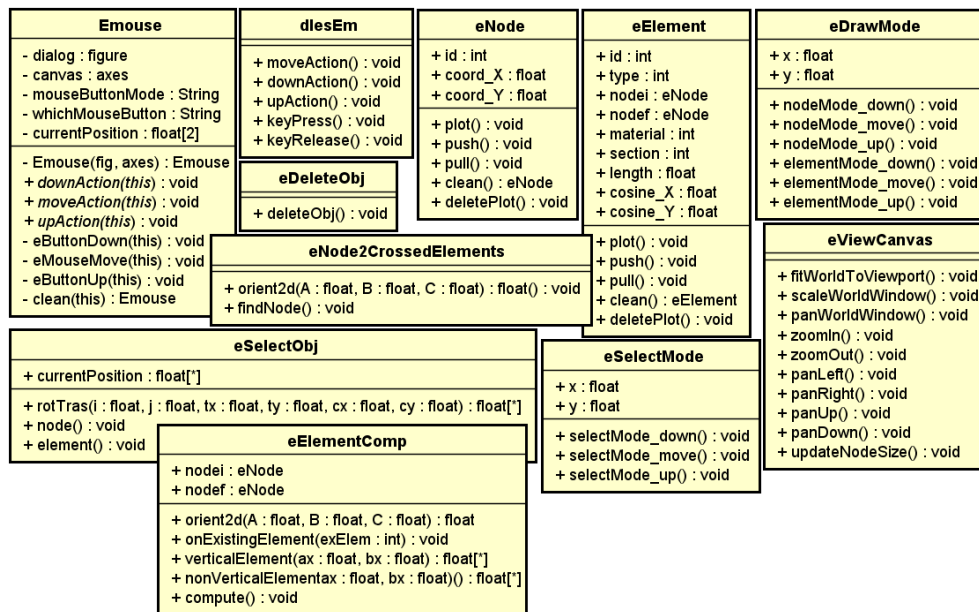 Emouse
- dialog : figure
- canvas : axes
- mouseButtonMode : String
- whichMouseButton : String
- currentPosition : float[2]
- Emouse(fig, axes) : Emouse
+ downAction(this) : void
+ moveAction(this) : void
+ upAction(this) : void
- eButtonDown(this) : void
- eMouseMove(this) : void
- eButtonUp(this) : void
- clean(this) : Emouse
dlesEm
+ moveAction() : void
+ downAction() : void
+ upAction() : void
+ keyPress() : void
+ keyRelease() : void
eDeleteObj
+ deleteObj() : void
eNode
+ id : int
+ coord_X : float
+ coord_Y : float
+ plot() : void
+ push() : void
+ pull() : void
+ clean() : eNode
+ deletePlot() : void
eElement
+ id : int
+ type : int
+ nodei : eNode
+ nodef : eNode
+ material : int
+ section : int
+ length : float
+ cosine_X : float
+ cosine_Y : float
+ plot() : void
+ push() : void
+ pull() : void
+ clean() : eElement
+ deletePlot() : void
eDrawMode
+ x : float
+ y : float
+ nodeMode_down() : void
+ nodeMode_move() : void
+ nodeMode_up() : void
+ elementMode_down() : void
+ elementMode_move() : void
+ elementMode_up() : void
eNode2CrossedElements
+ orient2d(A : float, B : float, C : float) : float() : void
+ findNode() : void
eViewCanvas
+ fitWorldToViewport() : void
+ scaleWorldWindow() : void
+ panWorldWindow() : void
+ zoomIn() : void
+ zoomOut() : void
+ panLeft() : void
+ panRight() : void
+ panUp() : void
+ panDown() : void
+ updateNodeSize() : void
eSelectObj
+ currentPosition : float[*]
+ rotTras(i : float, j : float, tx : float, ty : float, cx : float, cy : float) : float[*]
+ node() : void
+ element() : void
eSelectMode
+ x : float
+ y : float
+ selectMode_down() : void
+ selectMode_move() : void
+ selectMode_up() : void
eElementComp
+ nodei : eNode
+ nodef : eNode
+ orient2d(A : float, B : float, C : float) : float
+ onExistingElement(exElem : int) : void
+ verticalElement(ax : float, bx : float) : float[*]
+ nonVerticalElementax : float, bx : float)() : float[*]
+ compute() : void